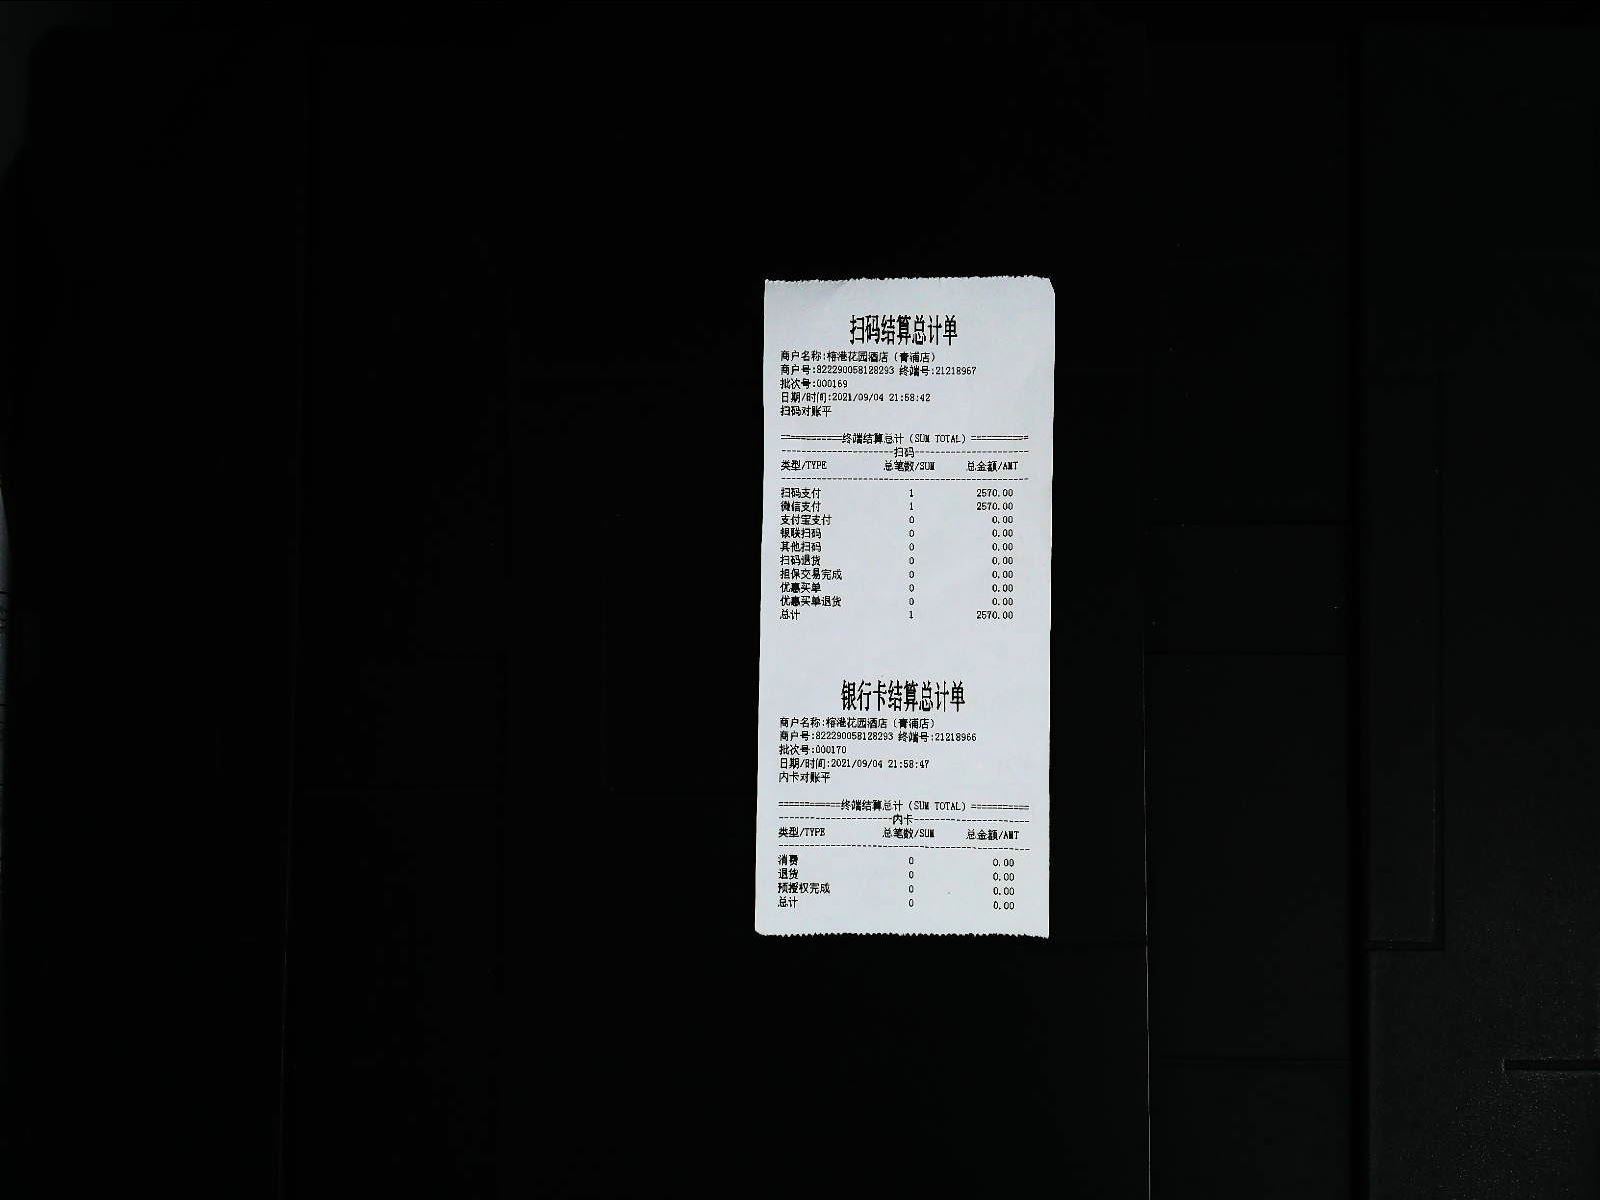 扫码结算总计单
商户名称:榕港花园酒店（青浦店）
商户号:822290058128293 终端号:21218967
批次号:000169
日期/时间:2021/09/04 21:58:42
扫码对账平
===========终端结算总计（SUM TOTAL）===========
----------------------扫码----------------------
类型/TYPE 总笔数/SUM 总金额/AMT
------------------------------------------------
扫码支付 1 2570.00
微信支付 1 2570.00
支付宝支付 0 0.00
银联扫码 0 0.00
其他扫码 0 0.00
扫码退货 0 0.00
担保交易完成 0 0.00
优惠买单 0 0.00
优惠买单退货 0 0.00
总计 1 2570.00
银行卡结算总计单
商户名称:榕港花园酒店（青浦店）
商户号:822290058128293 终端号:21218966
批次号:000170
日期/时间:2021/09/04 21:58:47
内卡对账平
===========终端结算总计（SUM TOTAL）===========
----------------------内卡----------------------
类型/TYPE 总笔数/SUM 总金额/AMT
------------------------------------------------
消费 0 0.00
退货 0 0.00
预授权完成 0 0.00
总计 0 0.00